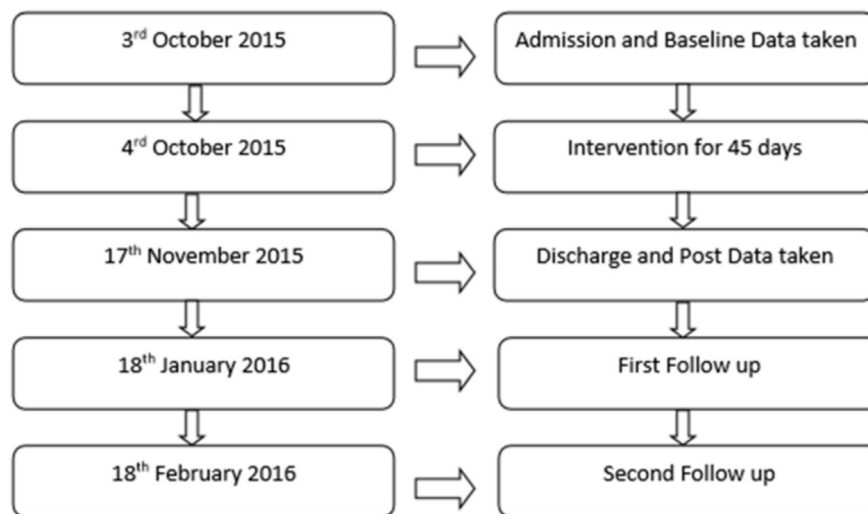 3rd October 2015
Admission and Baseline Data taken
4th October 2015
Intervention for 45 days
17th November 2015
Discharge and Post Data taken
18th January 2016
First Follow up
18th February 2016
Second Follow up